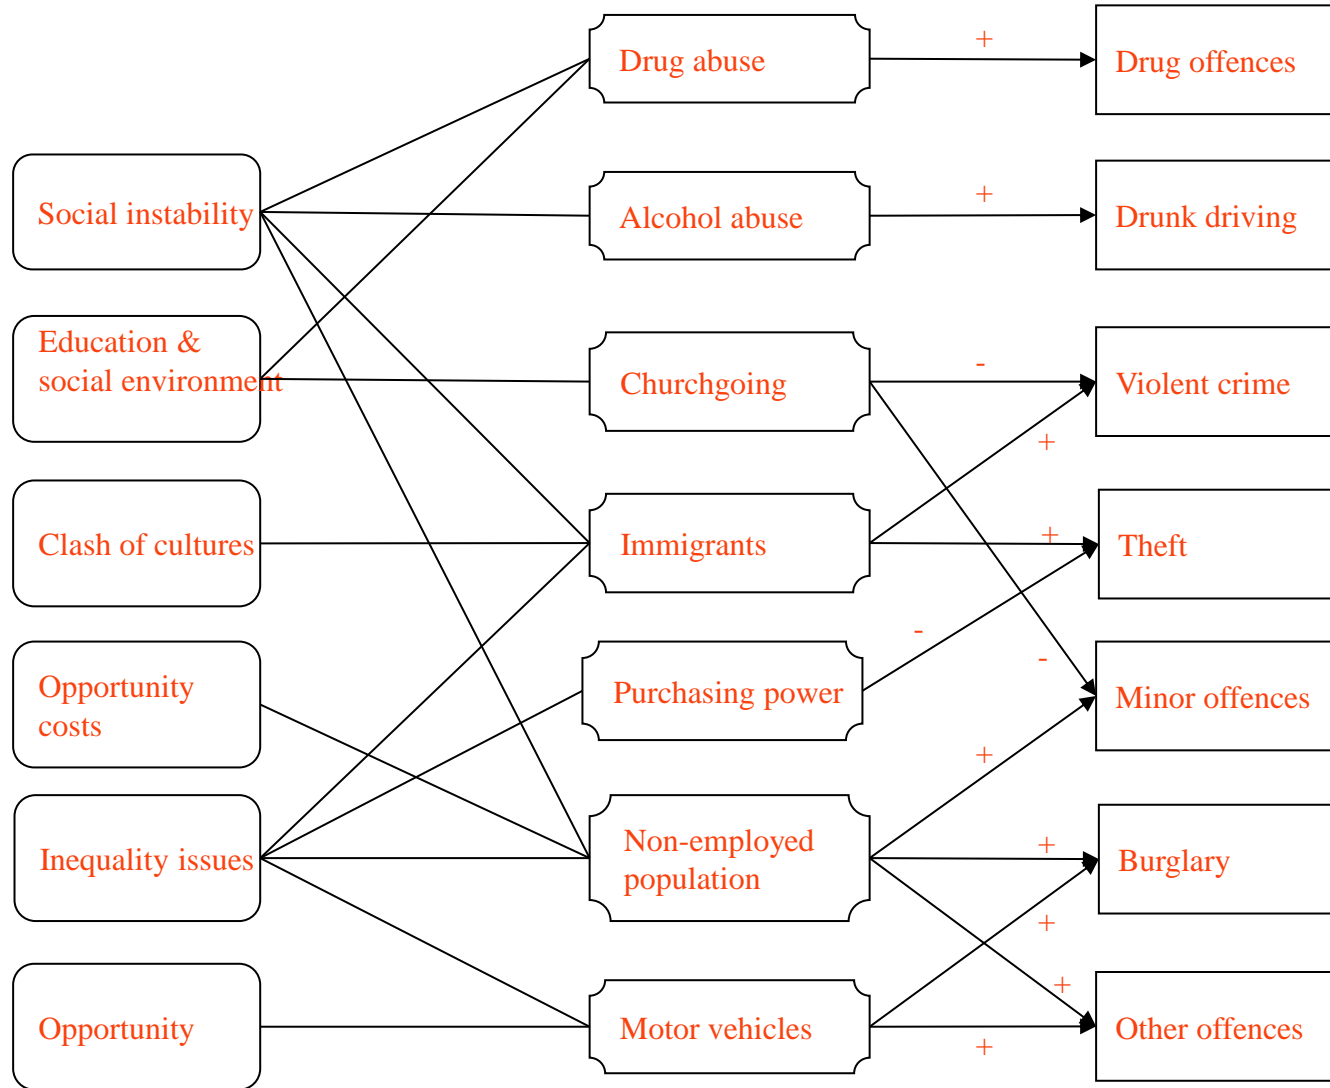 Drug abuse
+
Drug offences
Social instability
Alcohol abuse
+
Drunk driving
Education &
social environment
Churchgoing
-
Violent crime
+
Clash of cultures
Immigrants
+
Theft
-
-
Opportunity
costs
Purchasing power
Minor offences
+
Inequality issues
Non-employed
population
+
Burglary
+
+
Opportunity
Motor vehicles
+
Other offences